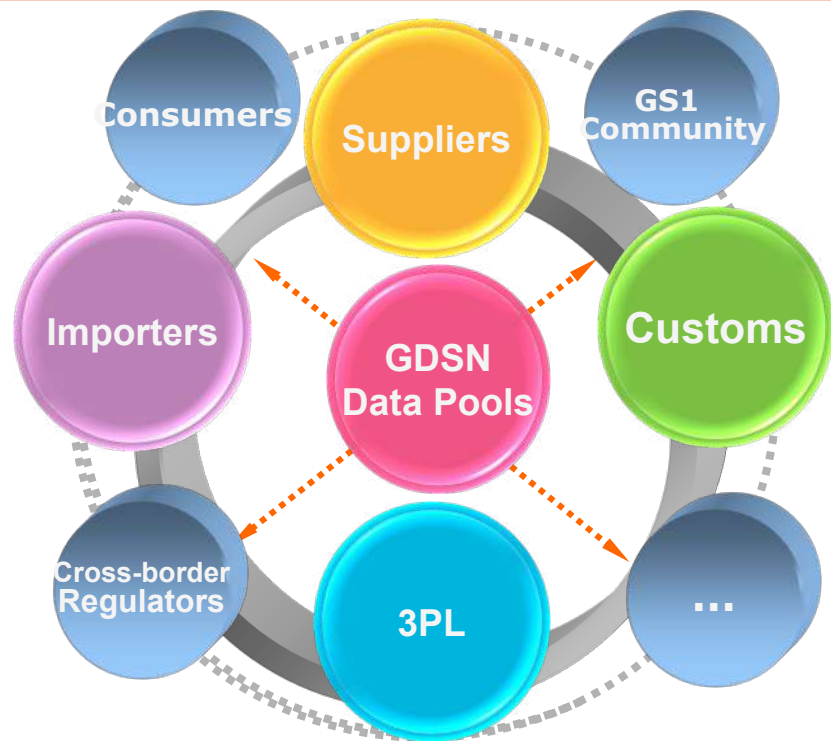 Consumers
Suppliers
GS1
Community
Importers
GDSN
Data Pools
Customs
Cross-border
Regulators
3PL
...